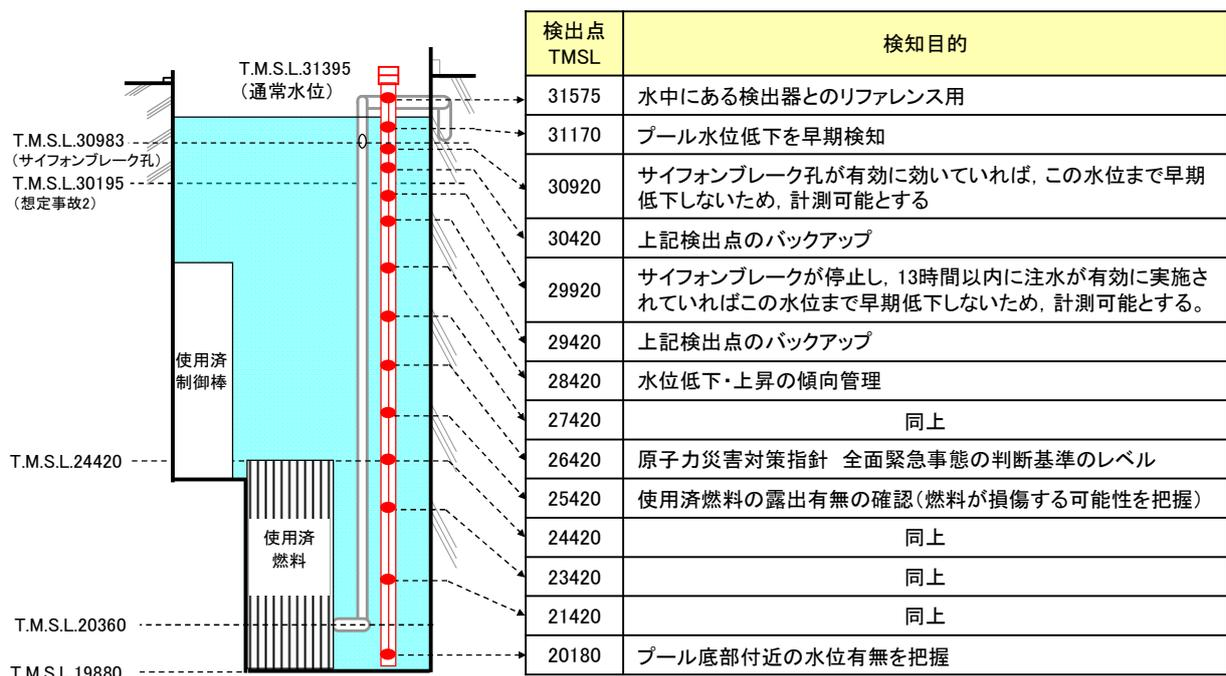 T.M.S.L.31395
(通常水位)
T.M.S.L.30983
(サイフォンブレーク孔)
T.M.S.L.30195
(想定事故2)
使用済
制御棒
T.M.S.L.24420
使用済
燃料
T.M.S.L.20360
T.M.S.L.19880
検出点
TMSL
検知目的
31575 水中にある検出器とのリファレンス用
31170 プール水位低下を早期検知
30920 サイフォンブレーク孔が有効に効いていれば,この水位まで早期
低下しないため,計測可能とする
30420 上記検出点のバックアップ
29920 サイフォンブレークが停止し,13時間以内に注水が有効に実施さ
れていればこの水位まで早期低下しないため,計測可能とする。
29420 上記検出点のバックアップ
28420 水位低下・上昇の傾向管理
27420 同上
26420 原子力災害対策指針 全面緊急事態の判断基準のレベル
25420 使用済燃料の露出有無の確認(燃料が損傷する可能性を把握)
24420 同上
23420 同上
21420 同上
20180 プール底部付近の水位有無を把握